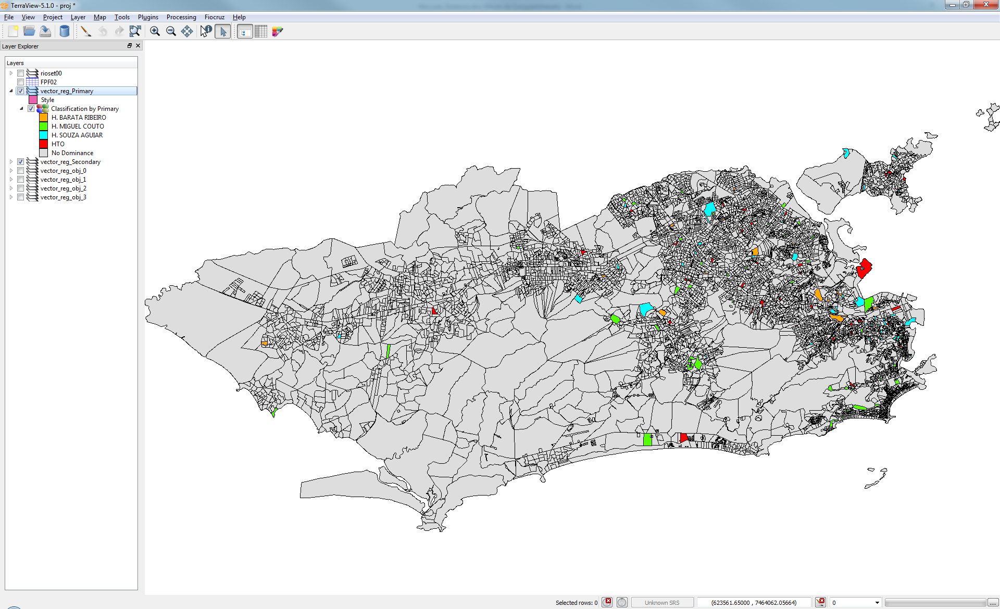 TerraView-5.1.0 - proj *
File View Project Layer Map Tools Plugins Processing Fiocruz Help
Layer Explorer
Layers
rioset00
FPF02
vector_reg_Primary
Style
Classification by Primary
H. BARATA RIBEIRO
H. MIGUEL COUTO
H. SOUZA AGUIAR
HTO
No Dominance
vector_reg_Secondary
vector_reg_obj_0
vector_reg_obj_1
vector_reg_obj_2
vector_reg_obj_3
Selected rows: 0 Unknown SRS (623561.65000 , 7464062.05664) 0 ...